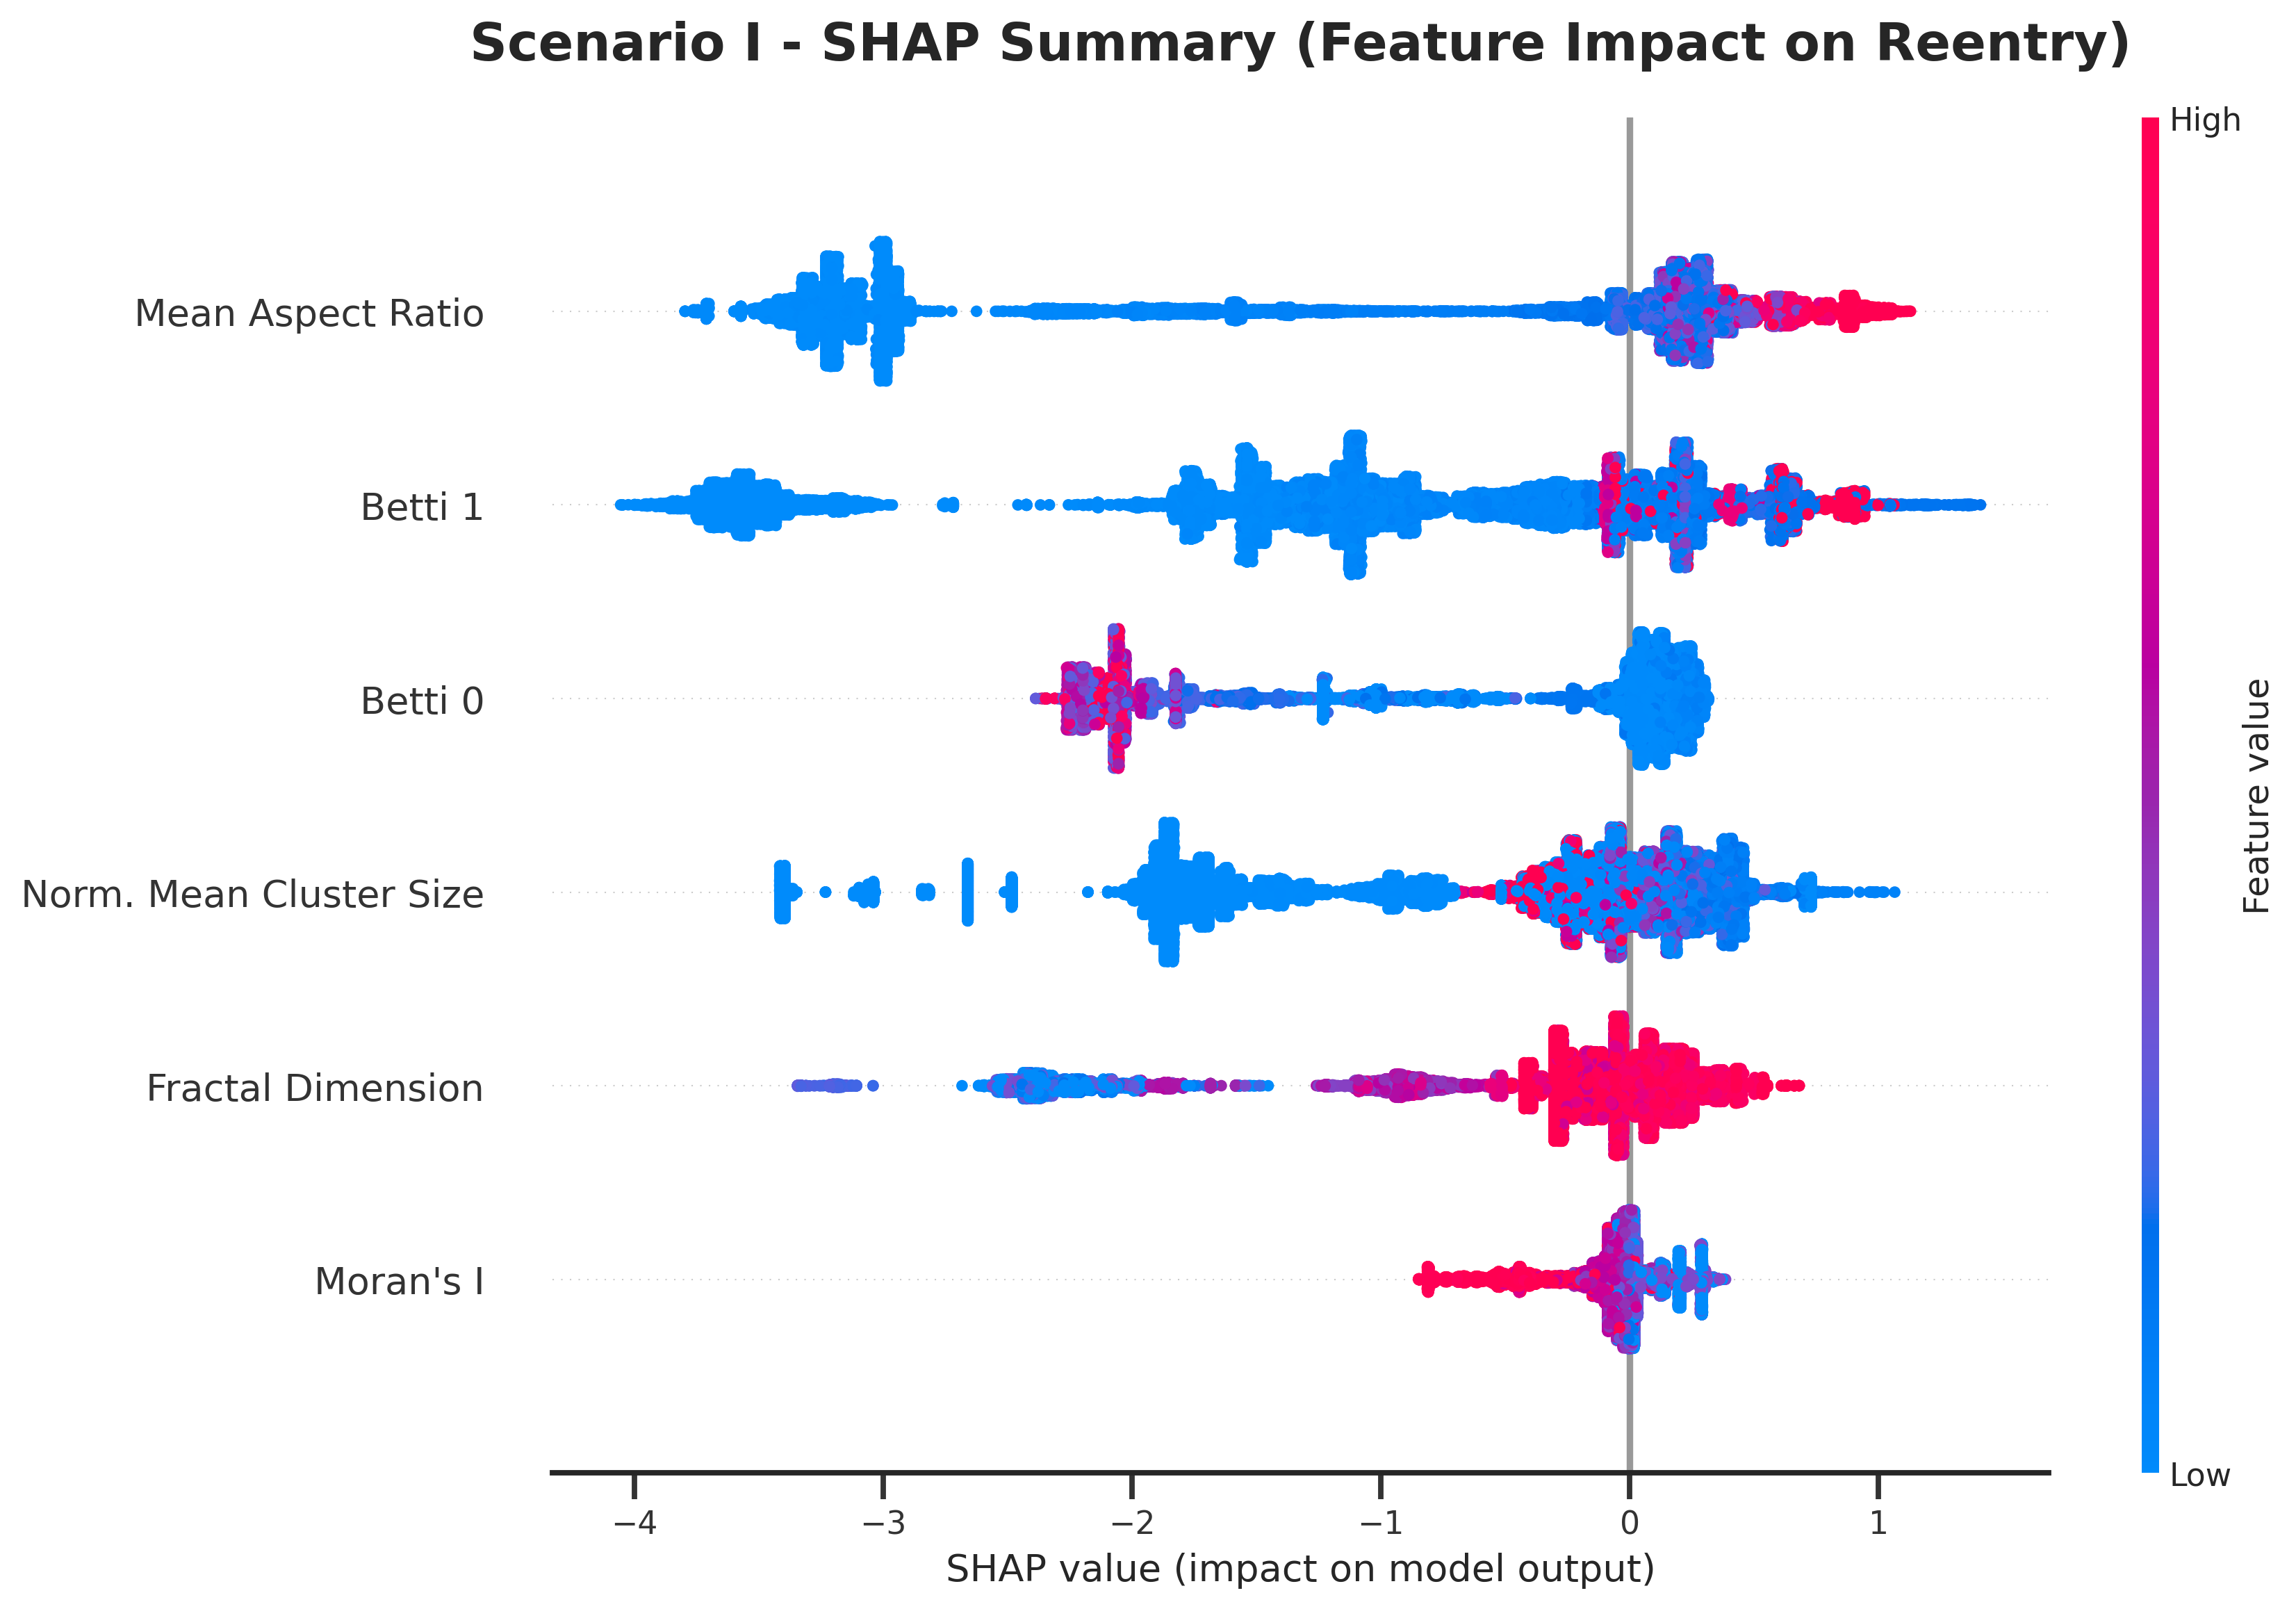 Scenario I - SHAP Summary (Feature Impact on Reentry)
High
Mean Aspect Ratio
Betti 1
Betti 0
Norm. Mean Cluster Size
Fractal Dimension
Moran's I
Feature value
Low
−4 −3 −2 −1 0 1
SHAP value (impact on model output)